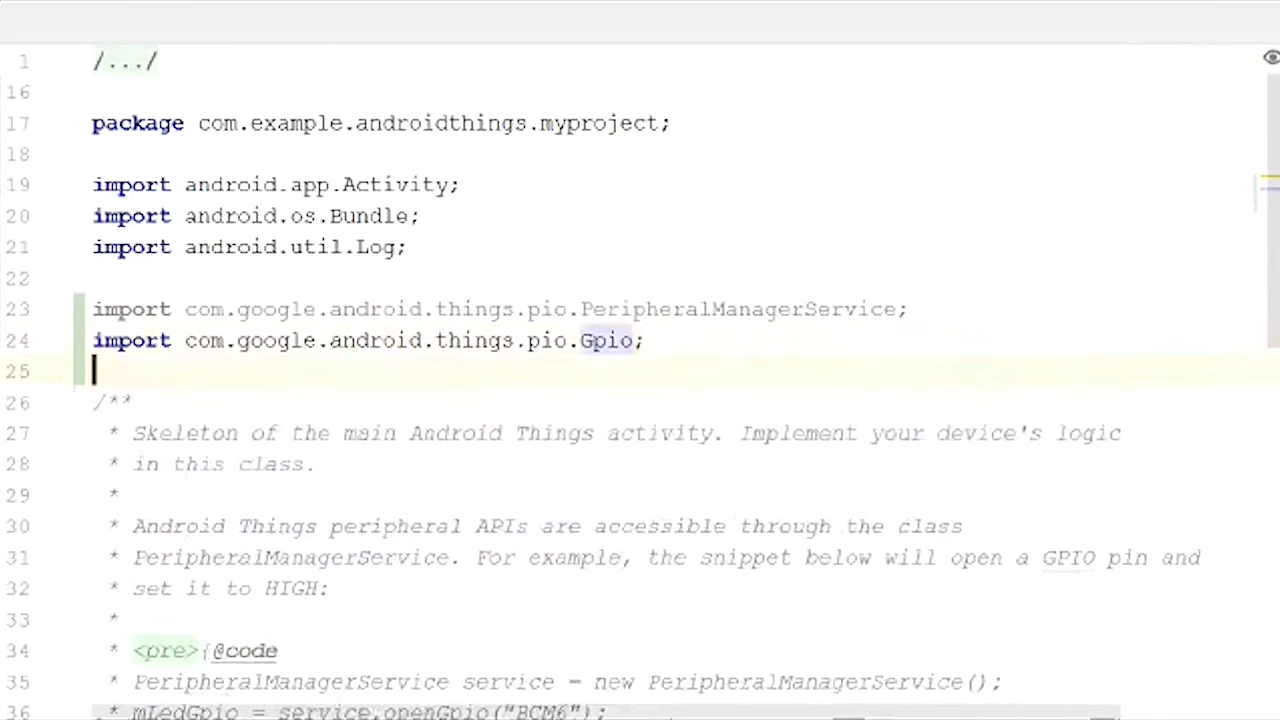 1 /.../
16
17 package com.example.androidthings.myproject;
18
19 import android.app.Activity;
20 import android.os.Bundle;
21 import android.util.Log;
22
23 import com.google.android.things.pio.PeripheralManagerService;
24 import com.google.android.things.pio.Gpio;
25
26 /**
27 * Skeleton of the main Android Things activity. Implement your device's logic
28 * in this class.
29 *
30 * Android Things peripheral APIs are accessible through the class
31 * PeripheralManagerService. For example, the snippet below will open a GPIO pin and
32 * set it to HIGH:
33 *
34 * <pre>{@code
35 * PeripheralManagerService service = new PeripheralManagerService();
36 * mLedGpio = service.openGpio("BCM6");